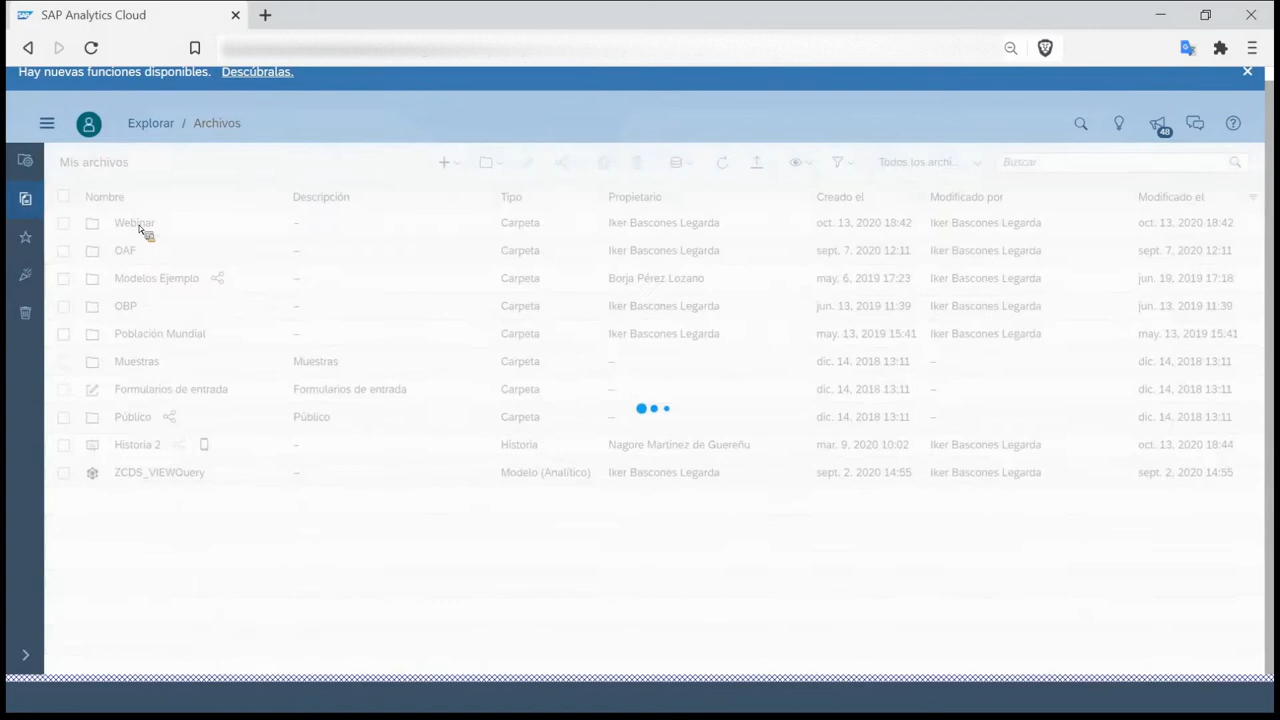 SAP Analytics Cloud
Hay nuevas funciones disponibles. Descúbralas.
Explorar / Archivos
48
Mis archivos Todos los archi... Buscar
Nombre Descripción Tipo Propietario Creado el Modificado por Modificado el
Webinar – Carpeta Iker Bascones Legarda oct. 13, 2020 18:42 Iker Bascones Legarda oct. 13, 2020 18:42
OAF – Carpeta Iker Bascones Legarda sept. 7, 2020 12:11 Iker Bascones Legarda sept. 7, 2020 12:11
Modelos Ejemplo – Carpeta Borja Pérez Lozano may. 6, 2019 17:23 Iker Bascones Legarda jun. 19, 2019 17:18
OBP – Carpeta Iker Bascones Legarda jun. 13, 2019 11:39 Iker Bascones Legarda jun. 13, 2019 11:39
Población Mundial – Carpeta Iker Bascones Legarda may. 13, 2019 15:41 Iker Bascones Legarda may. 13, 2019 15:41
Muestras Muestras Carpeta – dic. 14, 2018 13:11 – dic. 14, 2018 13:11
Formularios de entrada Formularios de entrada Carpeta – dic. 14, 2018 13:11 – dic. 14, 2018 13:11
Público Público Carpeta – dic. 14, 2018 13:11 – dic. 14, 2018 13:11
Historia 2 – Historia Nagore Martinez de Guereñu mar. 9, 2020 10:02 Iker Bascones Legarda oct. 13, 2020 18:44
ZCDS_VIEWQuery – Modelo (Analítico) Iker Bascones Legarda sept. 2, 2020 14:55 Iker Bascones Legarda sept. 2, 2020 14:55